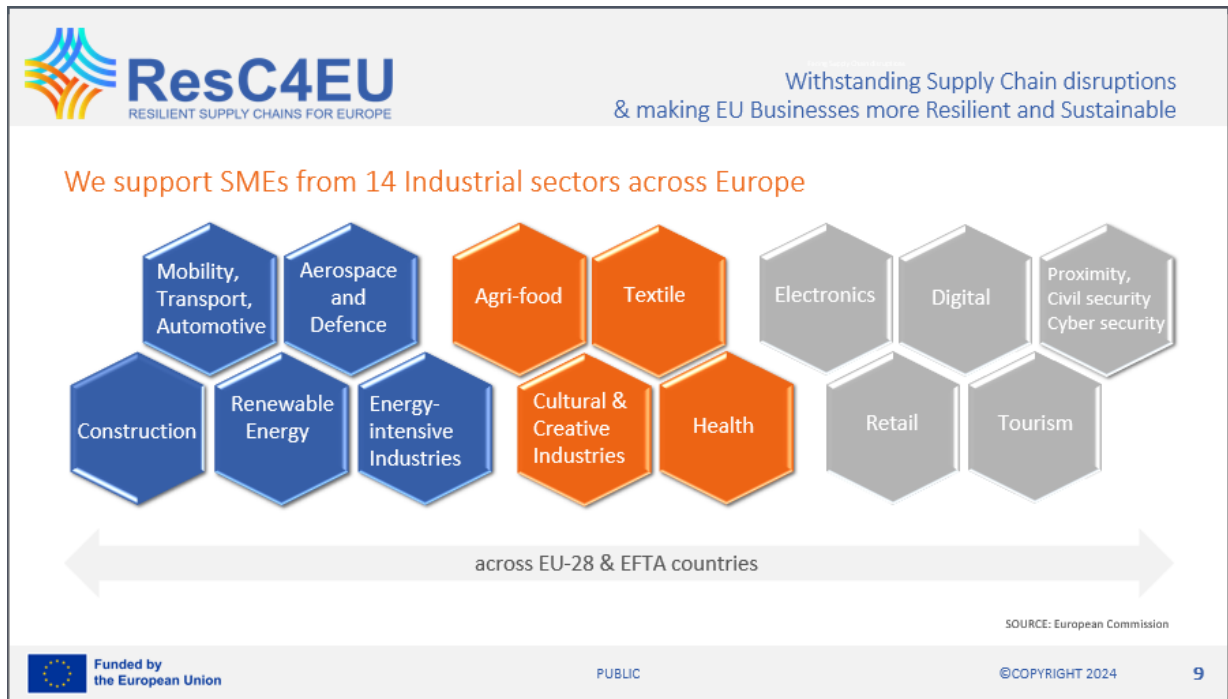 ResC4EU
RESILIENT SUPPLY CHAINS FOR EUROPE
Withstanding Supply Chain disruptions
& making EU Businesses more Resilient and Sustainable
We support SMEs from 14 Industrial sectors across Europe
Mobility,
Transport,
Automotive
Aerospace
and
Defence
Agri-food
Textile
Electronics
Digital
Proximity,
Civil security
Cyber security
Construction
Renewable
Energy
Energy-
intensive
Industries
Cultural &
Creative
Industries
Health
Retail
Tourism
across EU-28 & EFTA countries
SOURCE: European Commission
Funded by
the European Union
PUBLIC
©COPYRIGHT 2024
9